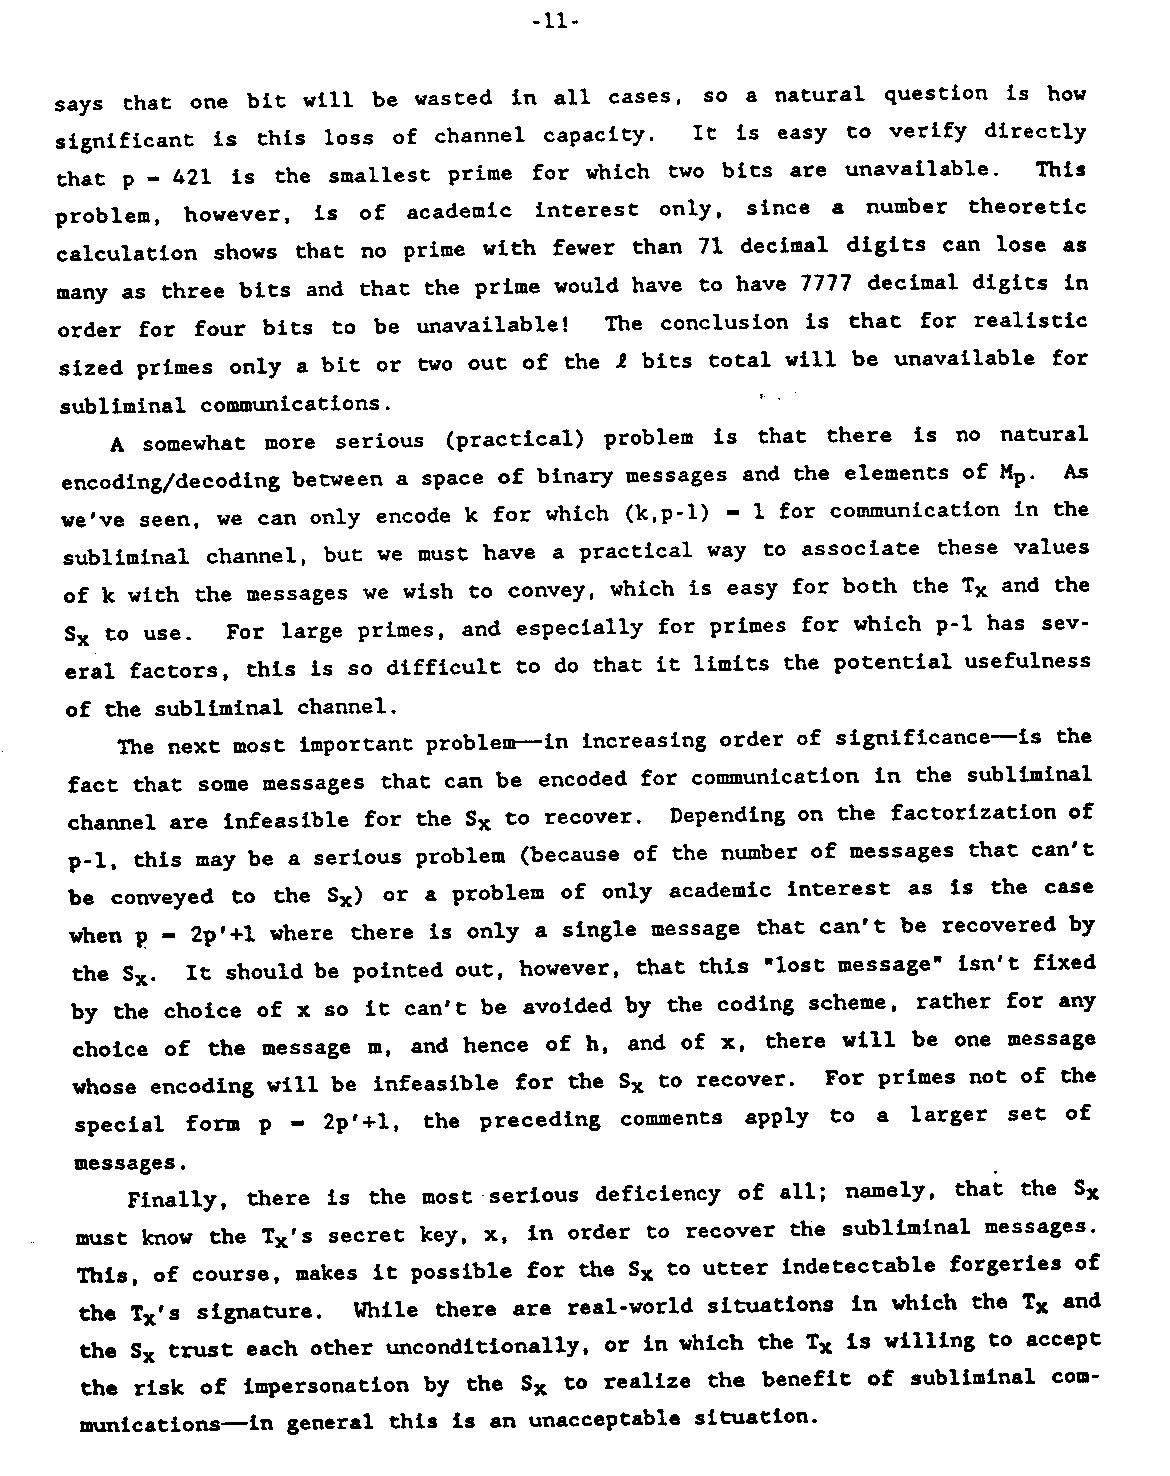 -11-
says that one bit will be wasted in all cases, so a natural question is how
significant is this loss of channel capacity. It is easy to verify directly
that p = 421 is the smallest prime for which two bits are unavailable. This
problem, however, is of academic interest only, since a number theoretic
calculation shows that no prime with fewer than 71 decimal digits can lose as
many as three bits and that the prime would have to have 7777 decimal digits in
order for four bits to be unavailable! The conclusion is that for realistic
sized primes only a bit or two out of the ℓ bits total will be unavailable for
subliminal communications.
A somewhat more serious (practical) problem is that there is no natural
encoding/decoding between a space of binary messages and the elements of Mp. As
we've seen, we can only encode k for which (k,p-1) = 1 for communication in the
subliminal channel, but we must have a practical way to associate these values
of k with the messages we wish to convey, which is easy for both the Tx and the
Sx to use. For large primes, and especially for primes for which p-1 has sev-
eral factors, this is so difficult to do that it limits the potential usefulness
of the subliminal channel.
The next most important problem—in increasing order of significance—is the
fact that some messages that can be encoded for communication in the subliminal
channel are infeasible for the Sx to recover. Depending on the factorization of
p-1, this may be a serious problem (because of the number of messages that can't
be conveyed to the Sx) or a problem of only academic interest as is the case
when p = 2p'+1 where there is only a single message that can't be recovered by
the Sx. It should be pointed out, however, that this "lost message" isn't fixed
by the choice of x so it can't be avoided by the coding scheme, rather for any
choice of the message m, and hence of h, and of x, there will be one message
whose encoding will be infeasible for the Sx to recover. For primes not of the
special form p = 2p'+1, the preceding comments apply to a larger set of
messages.
Finally, there is the most serious deficiency of all; namely, that the Sx
must know the Tx's secret key, x, in order to recover the subliminal messages.
This, of course, makes it possible for the Sx to utter indetectable forgeries of
the Tx's signature. While there are real-world situations in which the Tx and
the Sx trust each other unconditionally, or in which the Tx is willing to accept
the risk of impersonation by the Sx to realize the benefit of subliminal com-
munications—in general this is an unacceptable situation.